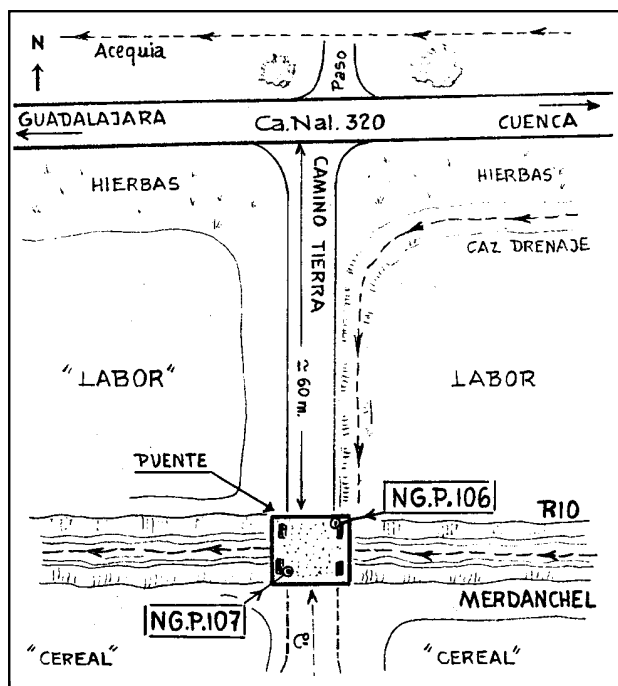 N
Acequia
Paso
GUADALAJARA
Ca.Nal. 320
CUENCA
HIERBAS
CAMINO TIERRA
HIERBAS
CAZ DRENAJE
"LABOR"
≈ 60 m.
LABOR
PUENTE
NG.P.106
RIO
MERDANCHEL
NG.P.107
Cº
"CEREAL"
"CEREAL"